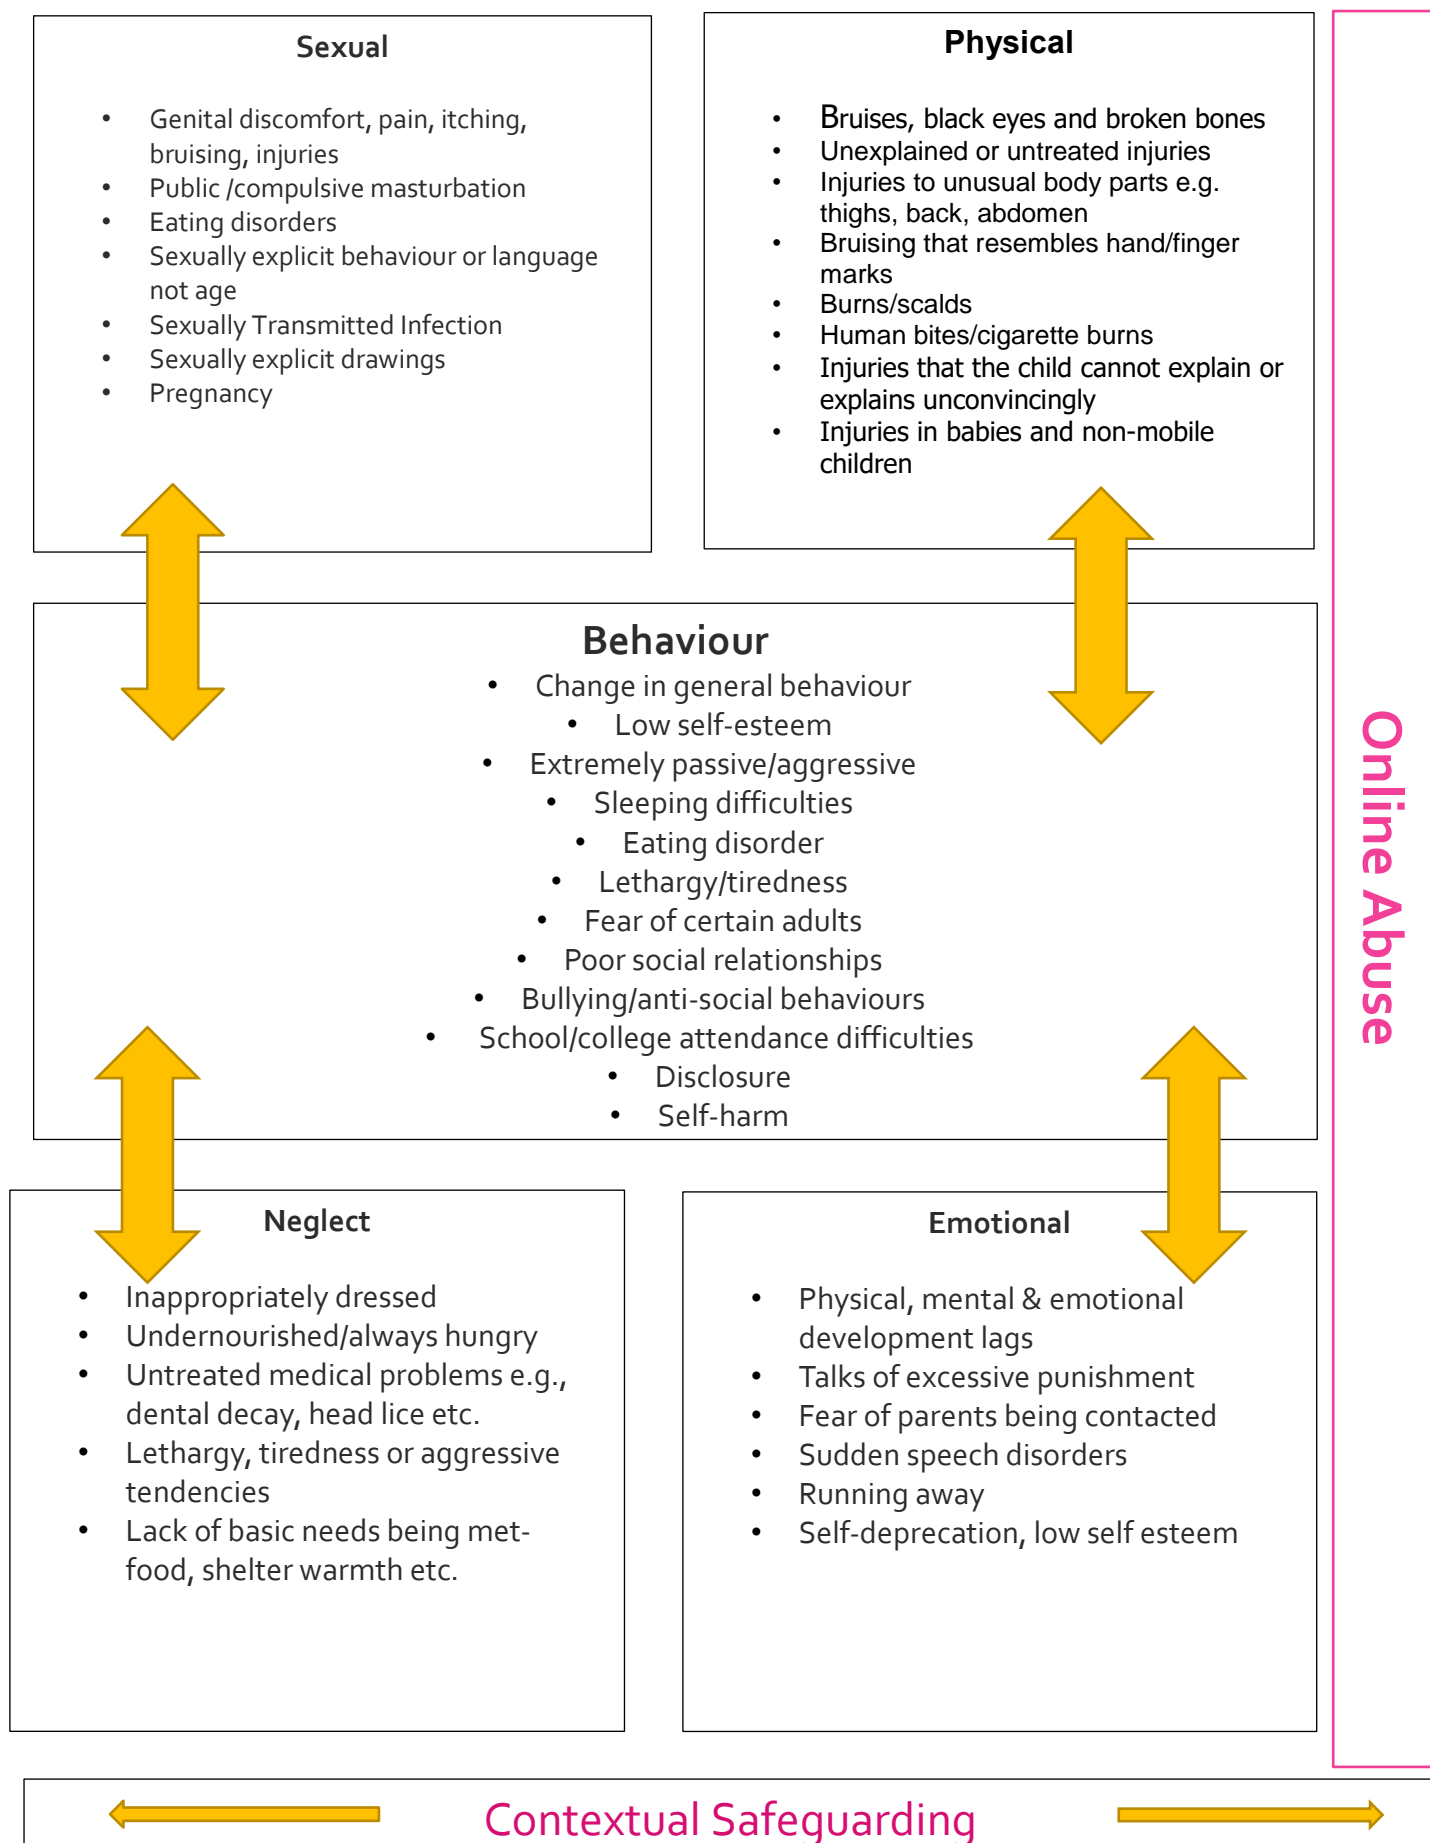 Sexual
• Genital discomfort, pain, itching,
bruising, injuries
• Public /compulsive masturbation
• Eating disorders
• Sexually explicit behaviour or language
not age
• Sexually Transmitted Infection
• Sexually explicit drawings
• Pregnancy
Physical
• Bruises, black eyes and broken bones
• Unexplained or untreated injuries
• Injuries to unusual body parts e.g.
thighs, back, abdomen
• Bruising that resembles hand/finger
marks
• Burns/scalds
• Human bites/cigarette burns
• Injuries that the child cannot explain or
explains unconvincingly
• Injuries in babies and non-mobile
children
Behaviour
• Change in general behaviour
• Low self-esteem
• Extremely passive/aggressive
• Sleeping difficulties
• Eating disorder
• Lethargy/tiredness
• Fear of certain adults
• Poor social relationships
• Bullying/anti-social behaviours
• School/college attendance difficulties
• Disclosure
• Self-harm
Neglect
• Inappropriately dressed
• Undernourished/always hungry
• Untreated medical problems e.g.,
dental decay, head lice etc.
• Lethargy, tiredness or aggressive
tendencies
• Lack of basic needs being met-
food, shelter warmth etc.
Emotional
• Physical, mental & emotional
development lags
• Talks of excessive punishment
• Fear of parents being contacted
• Sudden speech disorders
• Running away
• Self-deprecation, low self esteem
Online Abuse
Contextual Safeguarding